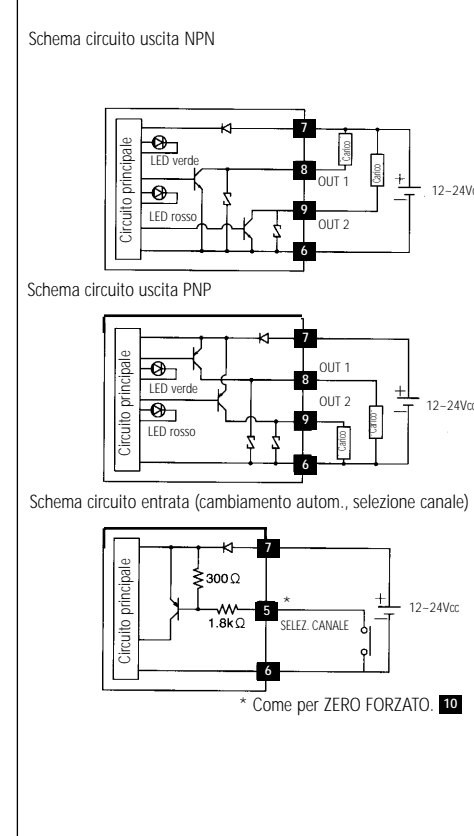 Schema circuito uscita NPN
7
LED verde
8
Carico
Carico
OUT 1
+
12–24Vcc
Circuito principale
LED rosso
9
OUT 2
–
6
Schema circuito uscita PNP
7
OUT 1
8
LED verde
+
OUT 2
12–24Vcc
Circuito principale
9
–
LED rosso
Carico
Carico
6
Schema circuito entrata (cambiamento autom., selezione canale)
7
300Ω
Circuito principale
5
*
+
12–24Vcc
1.8kΩ
SELEZ. CANALE
–
6
* Come per ZERO FORZATO. 10